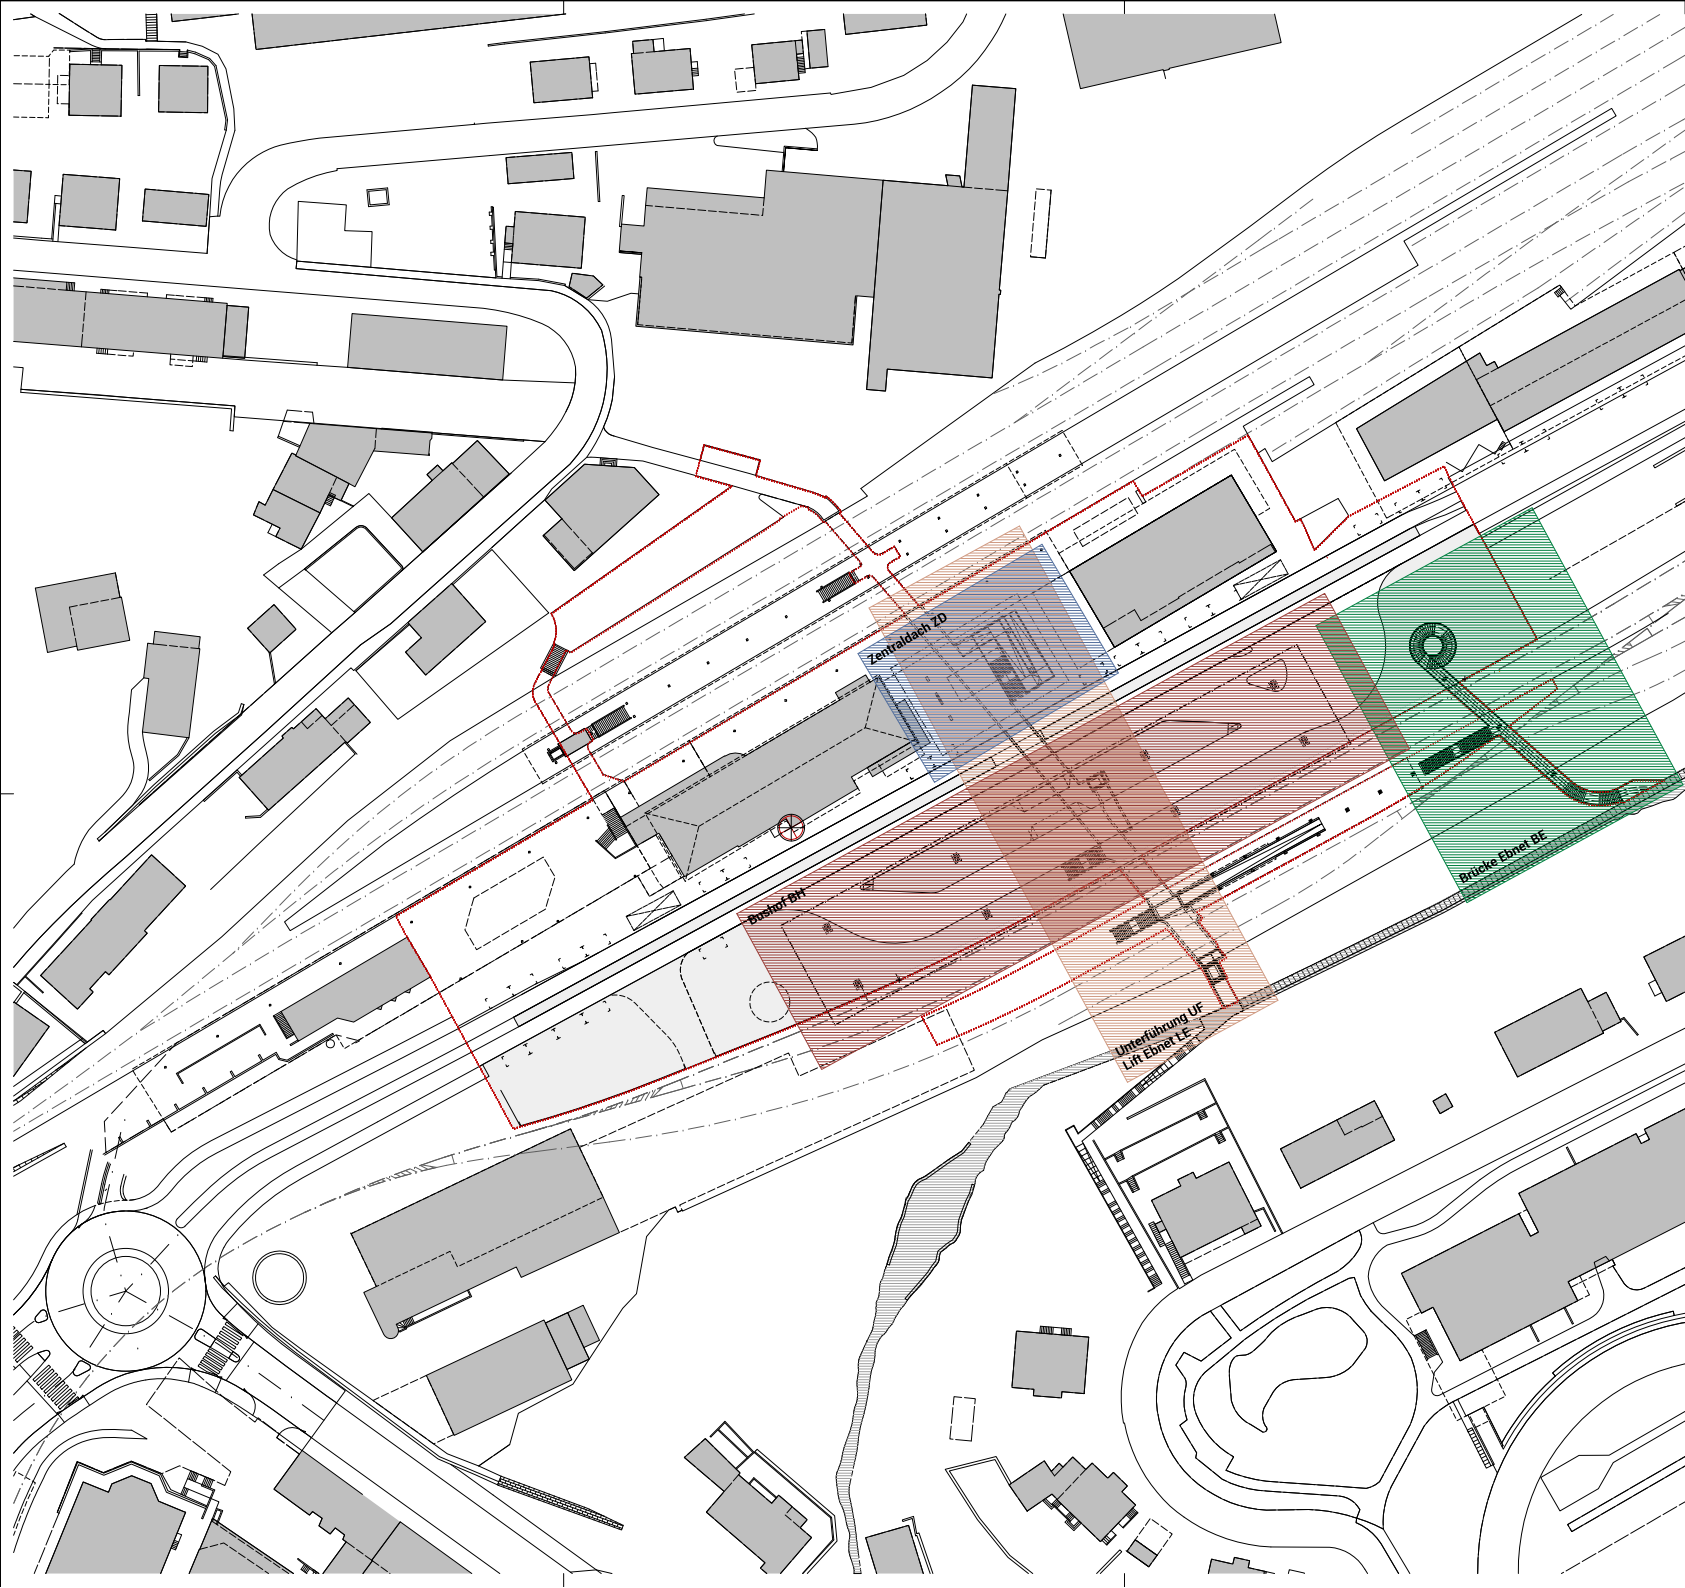 Zentraldach ZD
Bushof BH
Brücke Ebnet BE
Unterführung UF
Lift Ebnet LE